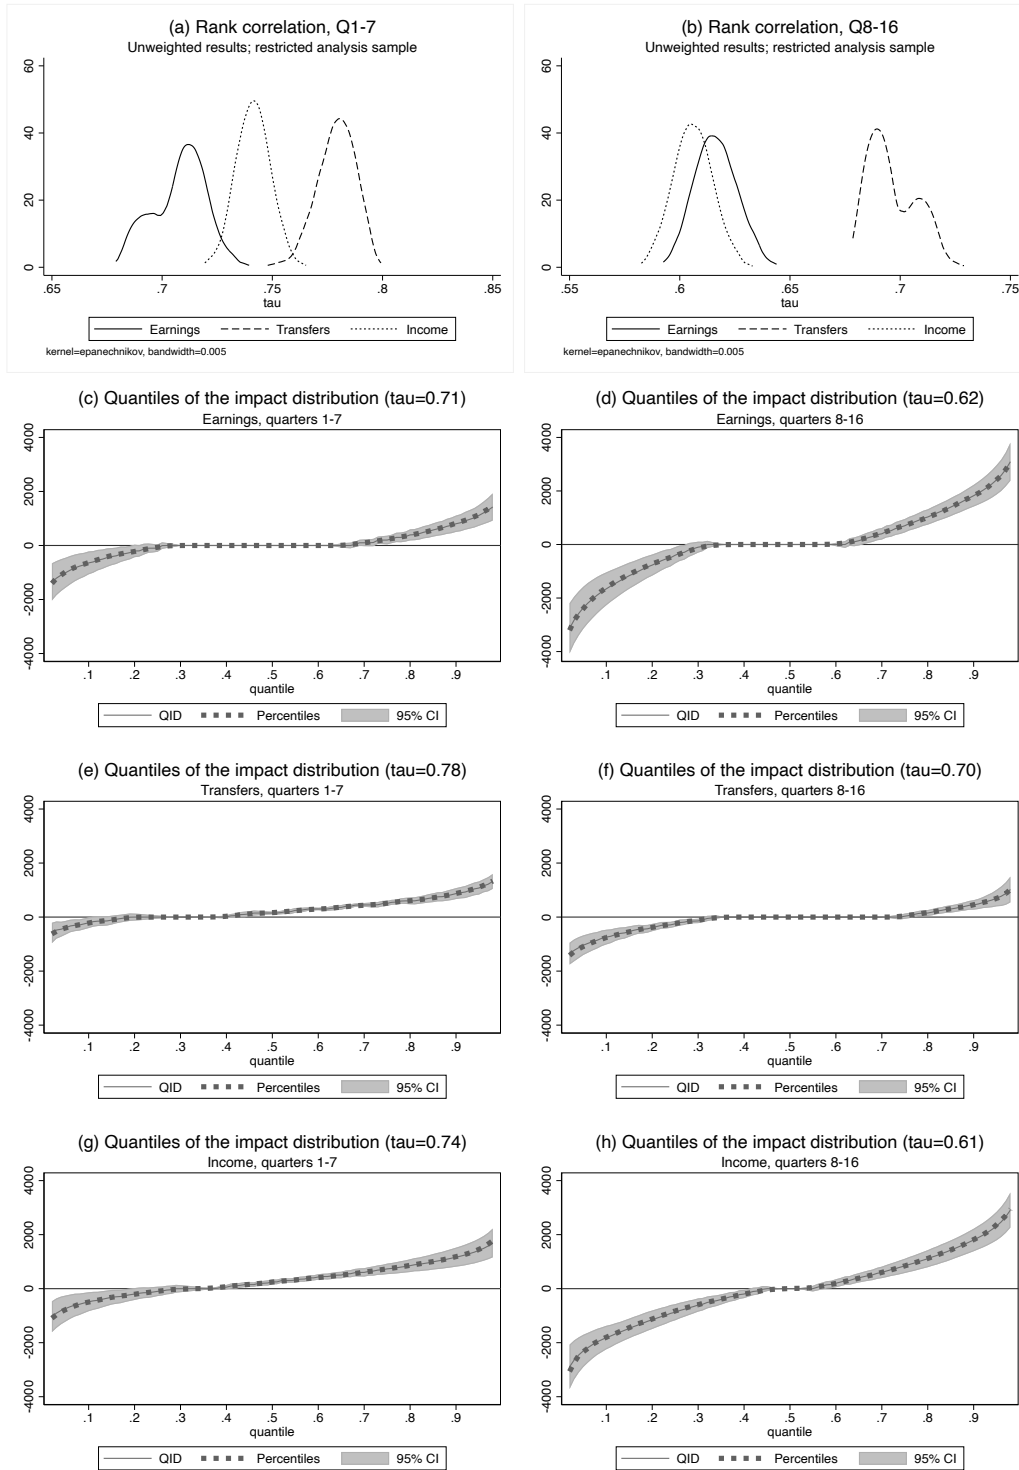 (a) Rank correlation, Q1-7
Unweighted results; restricted analysis sample
60
40
20
0
.65 .7 .75 .8 .85
tau
Earnings Transfers Income
kernel=epanechnikov, bandwidth=0.005
(b) Rank correlation, Q8-16
Unweighted results; restricted analysis sample
60
40
20
0
.55 .6 .65 .7 .75
tau
Earnings Transfers Income
kernel=epanechnikov, bandwidth=0.005
(c) Quantiles of the impact distribution (tau=0.71)
Earnings, quarters 1-7
4000
2000
0
-2000
-4000
.1 .2 .3 .4 .5 .6 .7 .8 .9
quantile
QID Percentiles 95% CI
(d) Quantiles of the impact distribution (tau=0.62)
Earnings, quarters 8-16
4000
2000
0
-2000
-4000
.1 .2 .3 .4 .5 .6 .7 .8 .9
quantile
QID Percentiles 95% CI
(e) Quantiles of the impact distribution (tau=0.78)
Transfers, quarters 1-7
4000
2000
0
-2000
-4000
.1 .2 .3 .4 .5 .6 .7 .8 .9
quantile
QID Percentiles 95% CI
(f) Quantiles of the impact distribution (tau=0.70)
Transfers, quarters 8-16
4000
2000
0
-2000
-4000
.1 .2 .3 .4 .5 .6 .7 .8 .9
quantile
QID Percentiles 95% CI
(g) Quantiles of the impact distribution (tau=0.74)
Income, quarters 1-7
4000
2000
0
-2000
-4000
.1 .2 .3 .4 .5 .6 .7 .8 .9
quantile
QID Percentiles 95% CI
(h) Quantiles of the impact distribution (tau=0.61)
Income, quarters 8-16
4000
2000
0
-2000
-4000
.1 .2 .3 .4 .5 .6 .7 .8 .9
quantile
QID Percentiles 95% CI